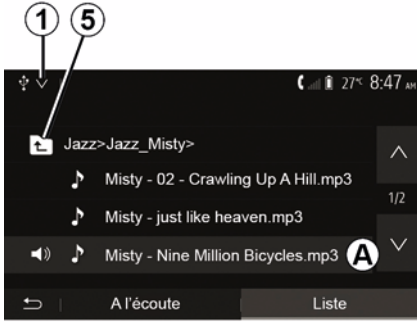 1 5
27°C 8:47 AM
Jazz>Jazz_Misty>
Misty - 02 - Crawling Up A Hill.mp3
Misty - just like heaven.mp3
1/2
Misty - Nine Million Bicycles.mp3 A
A l'écoute Liste